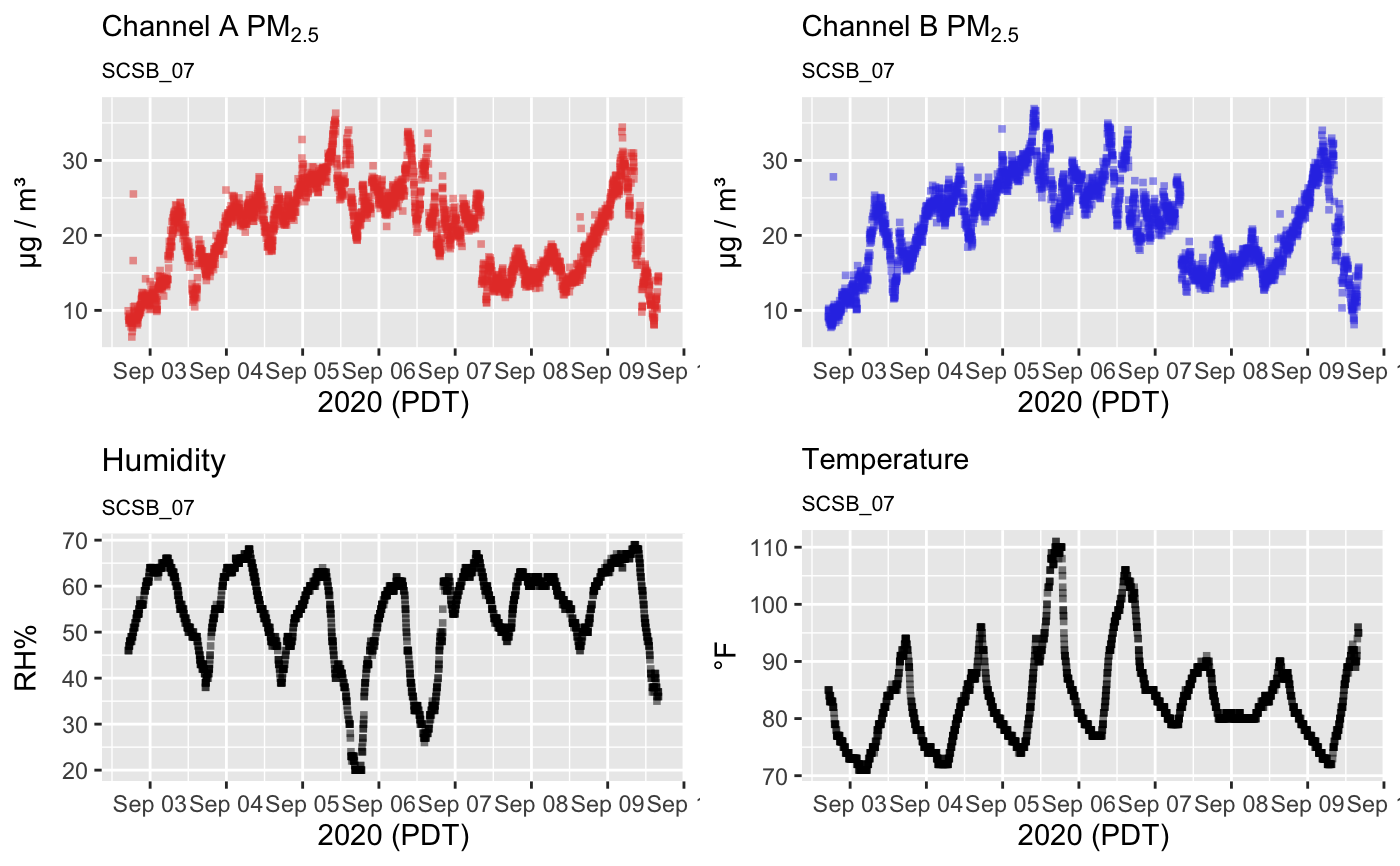 Channel A PM2.5
SCSB_07
µg / m³
30
20
10
Sep 03 Sep 04 Sep 05 Sep 06 Sep 07 Sep 08 Sep 09 Sep
2020 (PDT)
Channel B PM2.5
SCSB_07
µg / m³
30
20
10
Sep 03 Sep 04 Sep 05 Sep 06 Sep 07 Sep 08 Sep 09 Sep 1
2020 (PDT)
Humidity
SCSB_07
RH%
70
60
50
40
30
20
Sep 03 Sep 04 Sep 05 Sep 06 Sep 07 Sep 08 Sep 09 Sep
2020 (PDT)
Temperature
SCSB_07
°F
110
100
90
80
70
Sep 03 Sep 04 Sep 05 Sep 06 Sep 07 Sep 08 Sep 09 Sep 1
2020 (PDT)